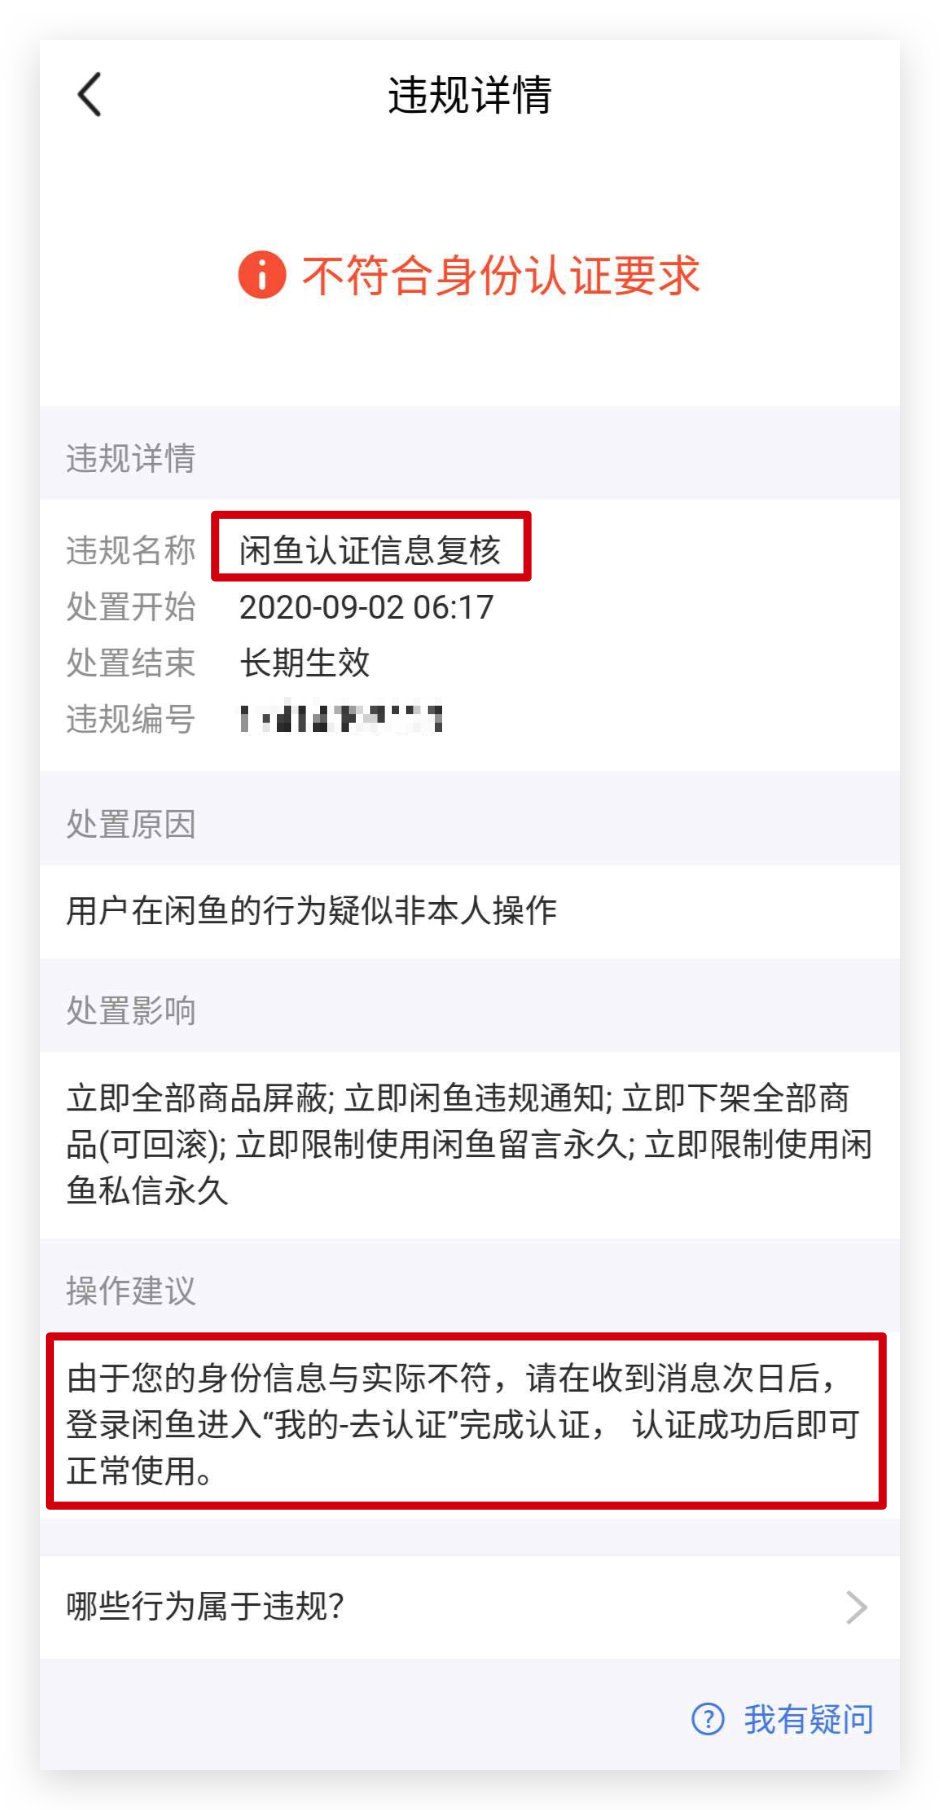 违规详情
不符合身份认证要求
违规详情
违规名称 闲鱼认证信息复核
处置开始 2020-09-02 06:17
处置结束 长期生效
违规编号
处置原因
用户在闲鱼的行为疑似非本人操作
处置影响
立即全部商品屏蔽; 立即闲鱼违规通知; 立即下架全部商
品(可回滚); 立即限制使用闲鱼留言永久; 立即限制使用闲
鱼私信永久
操作建议
由于您的身份信息与实际不符，请在收到消息次日后，
登录闲鱼进入“我的-去认证”完成认证， 认证成功后即可
正常使用。
哪些行为属于违规？
我有疑问